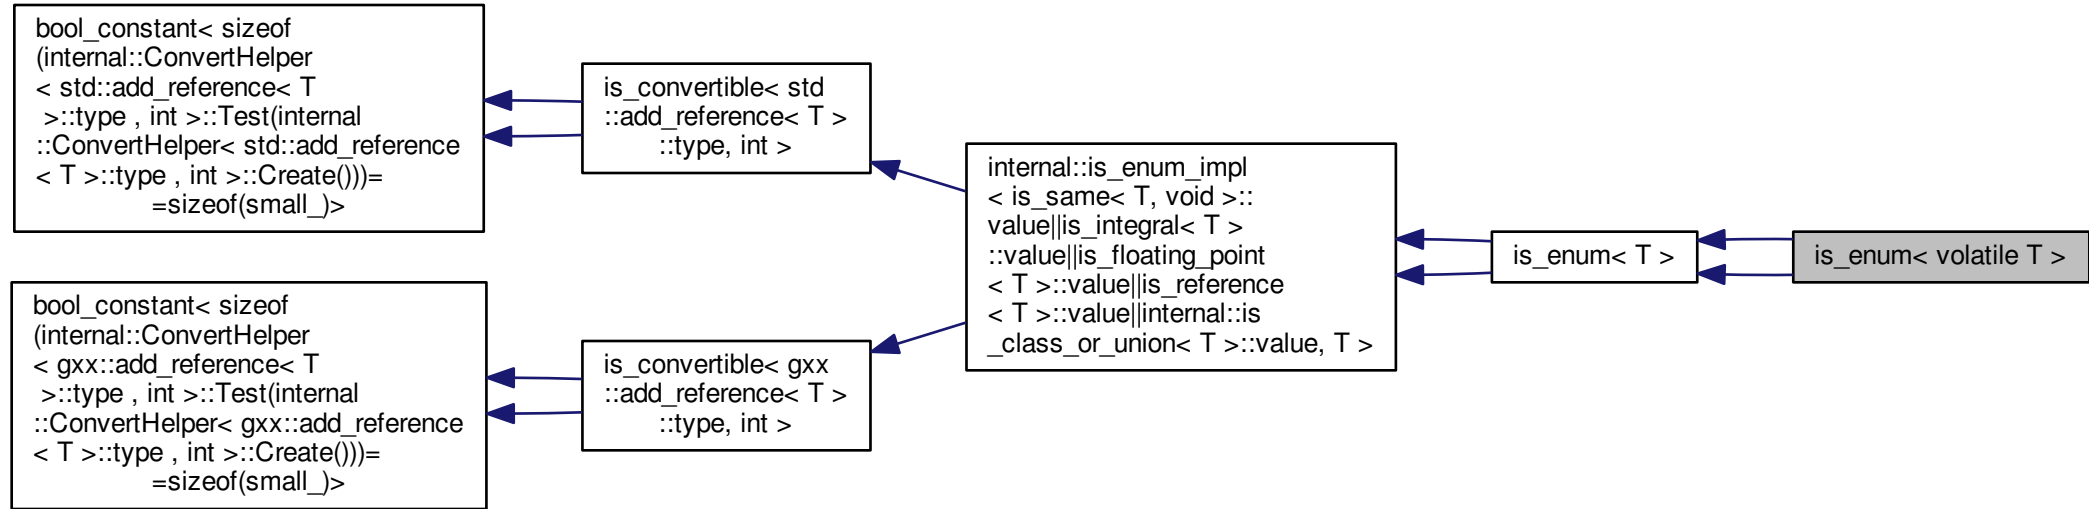 bool_constant< sizeof
(internal::ConvertHelper
< std::add_reference< T
>::type , int >::Test(internal
::ConvertHelper< std::add_reference
< T >::type , int >::Create()))=
=sizeof(small_)>
is_convertible< std
::add_reference< T >
::type, int >
internal::is_enum_impl
< is_same< T, void >::
value||is_integral< T >
::value||is_floating_point
< T >::value||is_reference
< T >::value||internal::is
_class_or_union< T >::value, T >
is_enum< T >
is_enum< volatile T >
bool_constant< sizeof
(internal::ConvertHelper
< gxx::add_reference< T
>::type , int >::Test(internal
::ConvertHelper< gxx::add_reference
< T >::type , int >::Create()))=
=sizeof(small_)>
is_convertible< gxx
::add_reference< T >
::type, int >